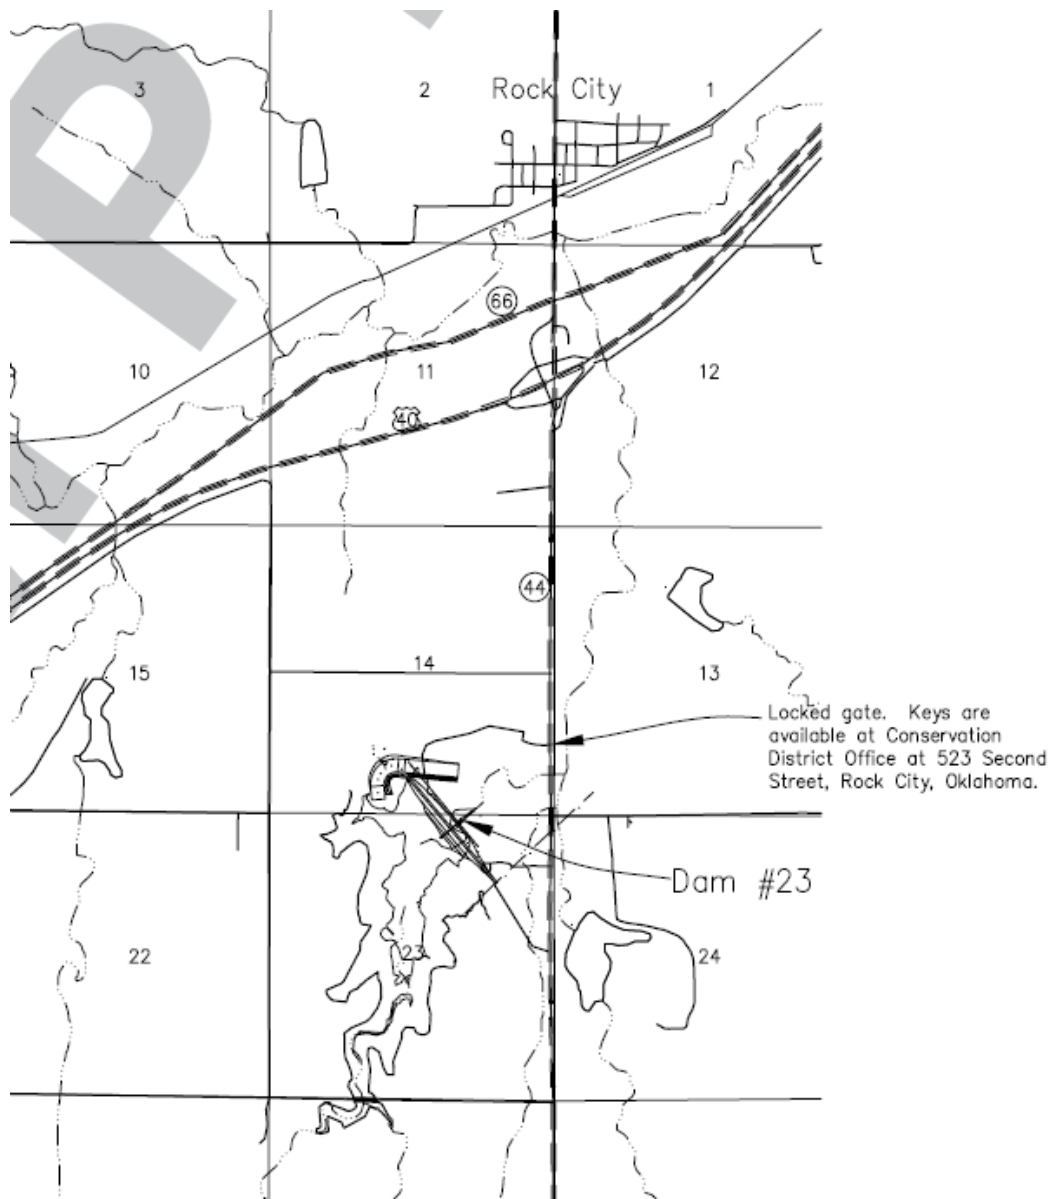 3
2
Rock City
1
66
10
11
12
40
44
15
14
13
Locked gate. Keys are
available at Conservation
District Office at 523 Second
Street, Rock City, Oklahoma.
Dam #23
22
23
24